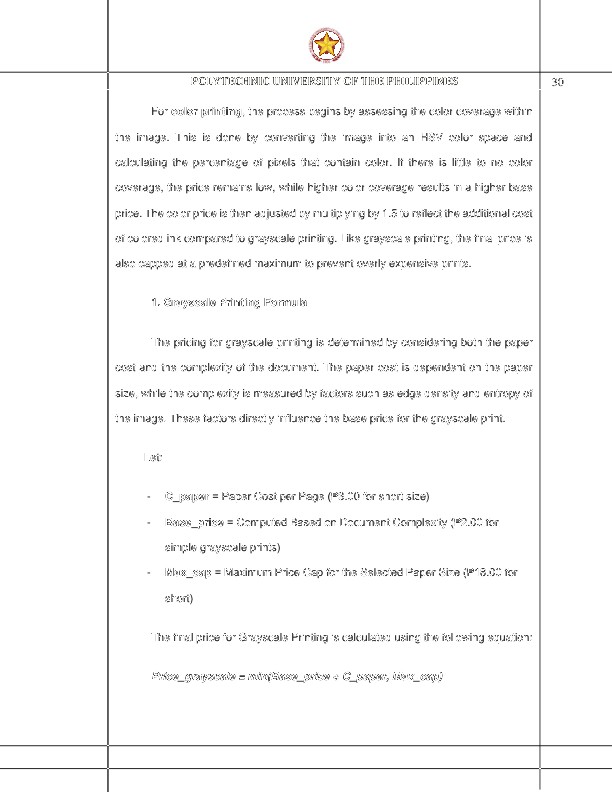 POLYTECHNIC UNIVERSITY OF THE PHILIPPINES
30
For color printing, the process begins by assessing the color coverage within
the image. This is done by converting the image into an HSV color space and
calculating the percentage of pixels that contain color. If there is little to no color
coverage, the price remains low, while higher color coverage results in a higher base
price. The color price is then adjusted by multiplying by 1.5 to reflect the additional cost
of colored ink compared to grayscale printing. Like grayscale printing, the final price is
also capped at a predefined maximum to prevent overly expensive prints.
1. Grayscale Printing Formula
The pricing for grayscale printing is determined by considering both the paper
cost and the complexity of the document. The paper cost is dependent on the paper
size, while the complexity is measured by factors such as edge density and entropy of
the image. These factors directly influence the base price for the grayscale print.
Let:
- C_paper = Paper Cost per Page (₱3.00 for short size)
- Base_price = Computed Based on Document Complexity (₱2.00 for
simple grayscale prints)
- Max_cap = Maximum Price Cap for the Selected Paper Size (₱18.00 for
short)
The final price for Grayscale Printing is calculated using the following equation:
Price_grayscale = min(Base_price + C_paper, Max_cap)